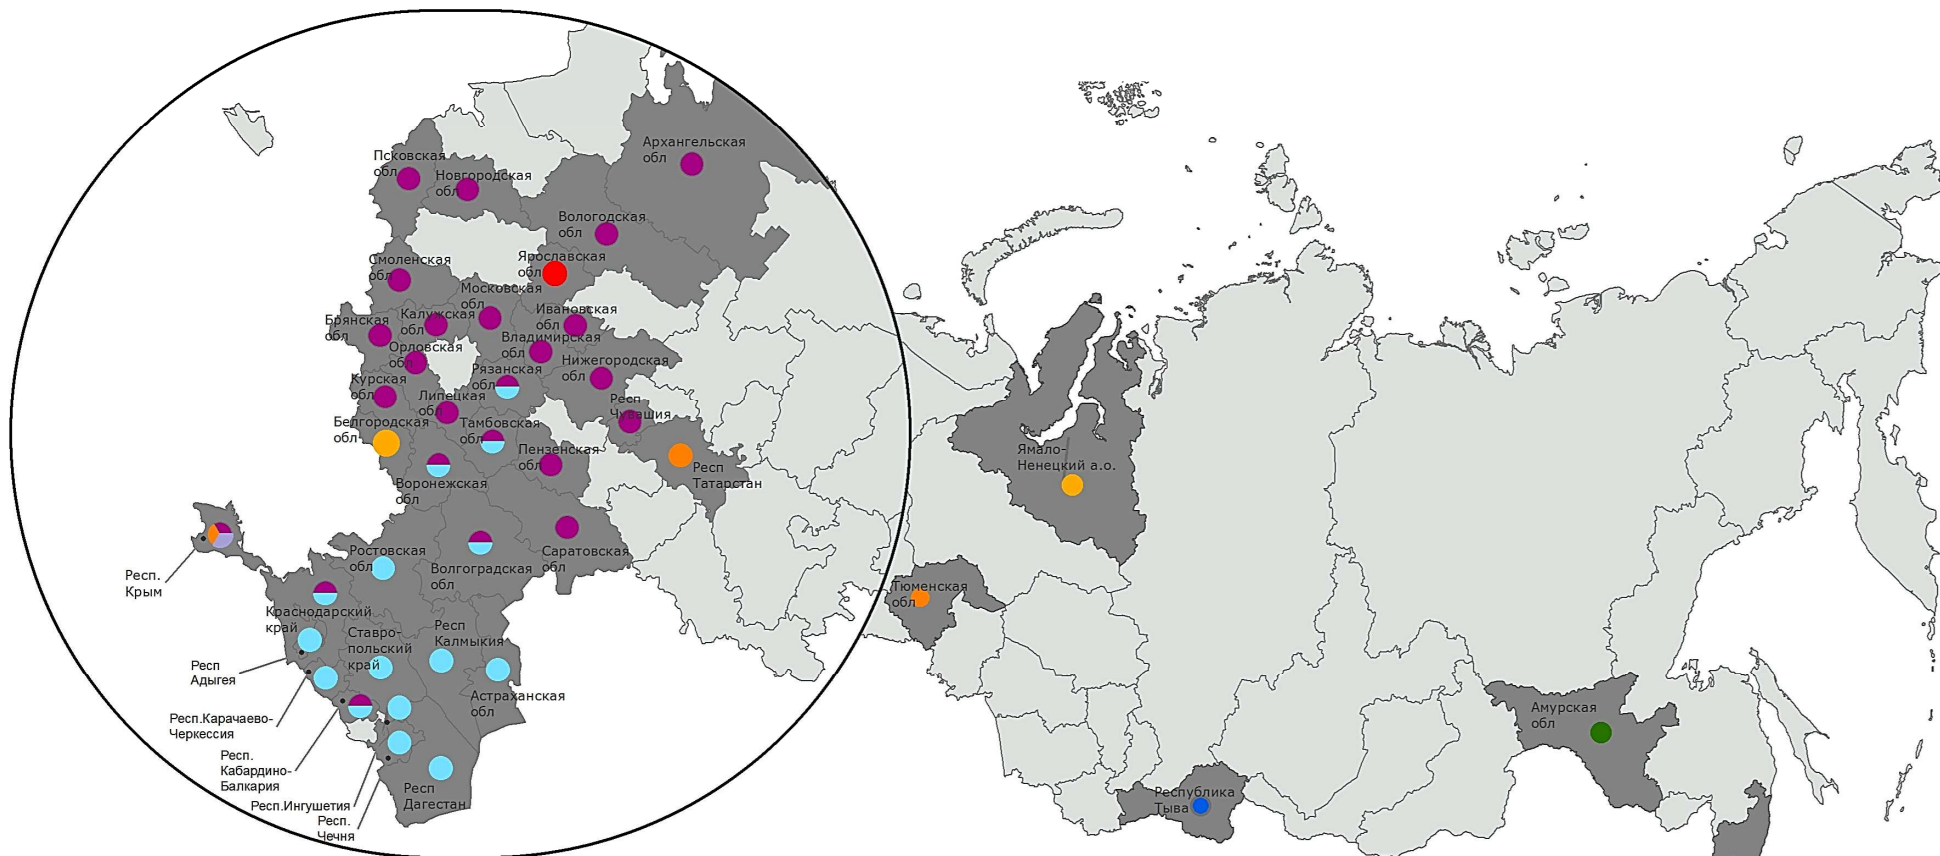 Архангельская
обл
Псковская
обл
Новгородская
обл
Вологодская
обл
Ярославская
обл
Смоленская
обл
Московская
обл
Ивановская
обл
Калужская
обл
Брянская
обл
Владимирская
обл
Орловская
обл
Нижегородская
обл
Рязанская
обл
Курская
обл
Липецкая
обл
Респ
Чувашия
Белгородская
обл
Тамбовская
обл
Пензенская
обл
Респ
Татарстан
Воронежская
обл
Ростовская
обл
Волгоградская
обл
Саратовская
обл
Респ.
Крым
Краснодарский
край
Ставро-
польский
край
Респ
Калмыкия
Респ
Адыгея
Астраханская
обл
Респ.Карачаево-
Черкессия
Респ.
Кабардино-
Балкария
Респ.Ингушетия
Респ.
Чечня
Респ
Дагестан
Ямало-
Ненецкий а.о.
Тюменская
обл
Республика
Тыва
Амурская
обл